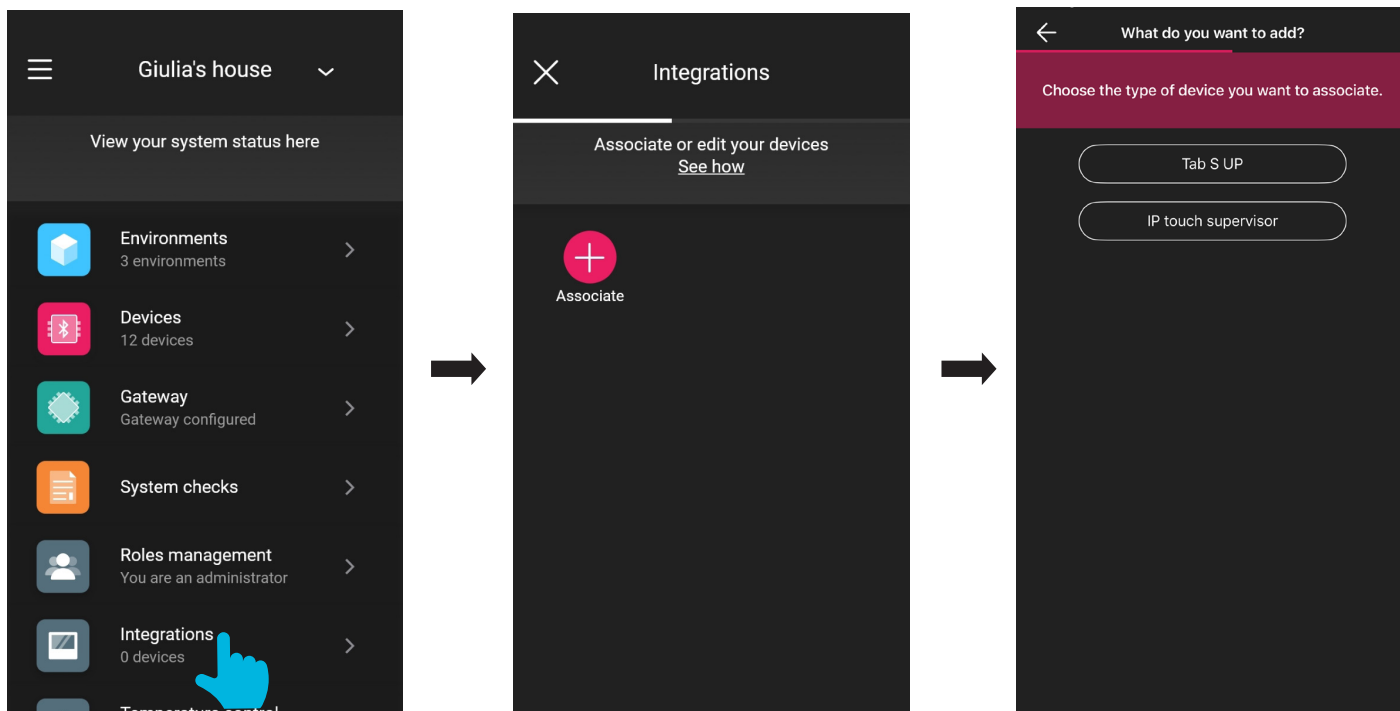 Giulia's house
View your system status here
Environments
3 environments
Devices
12 devices
Gateway
Gateway configured
System checks
Roles management
You are an administrator
Integrations
0 devices
Integrations
Associate or edit your devices
See how
Associate
What do you want to add?
Choose the type of device you want to associate.
Tab S UP
IP touch supervisor